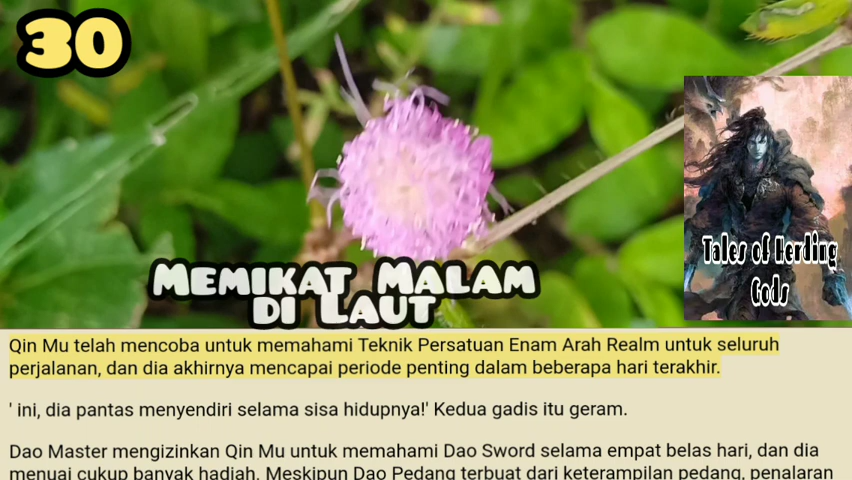 30
Memikat Malam
di Laut
Tales of Herding
Gods
Qin Mu telah mencoba untuk memahami Teknik Persatuan Enam Arah Realm untuk seluruh
perjalanan, dan dia akhirnya mencapai periode penting dalam beberapa hari terakhir.
' ini, dia pantas menyendiri selama sisa hidupnya!' Kedua gadis itu geram.
Dao Master mengizinkan Qin Mu untuk memahami Dao Sword selama empat belas hari, dan dia
menuai cukup banyak hadiah. Meskipun Dao Pedang terbuat dari keterampilan pedang, penalaran